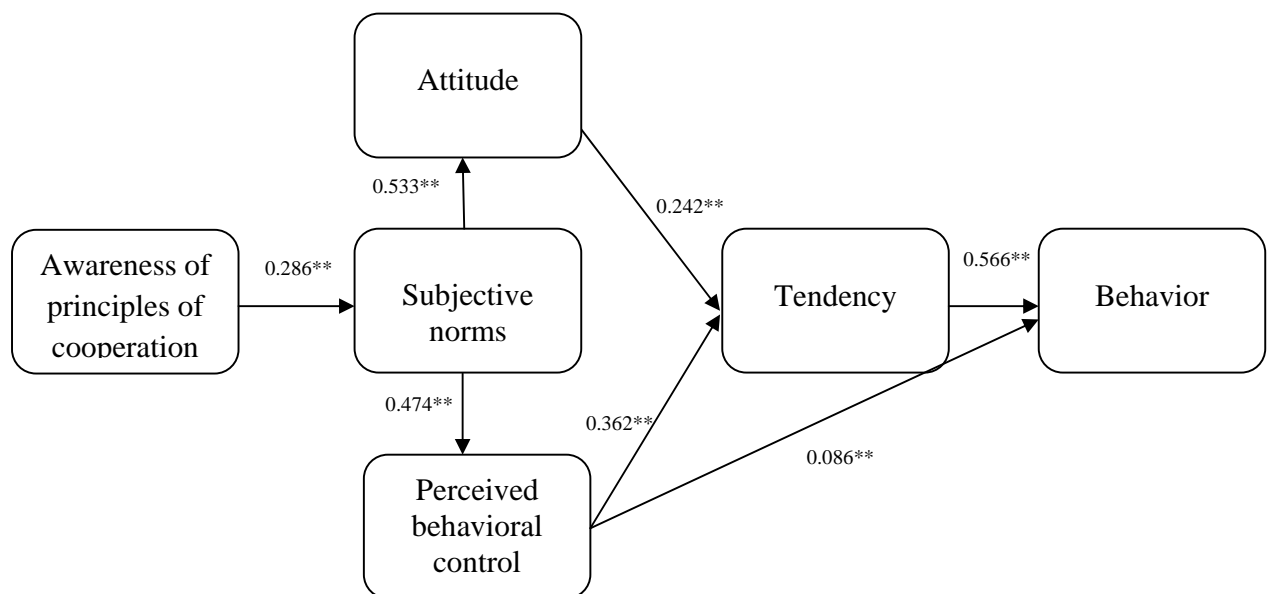 Attitude
0.533**
0.242**
Awareness of
principles of
cooperation
0.286**
Subjective
norms
Tendency
0.566**
Behavior
0.474**
0.362**
0.086**
Perceived
behavioral
control